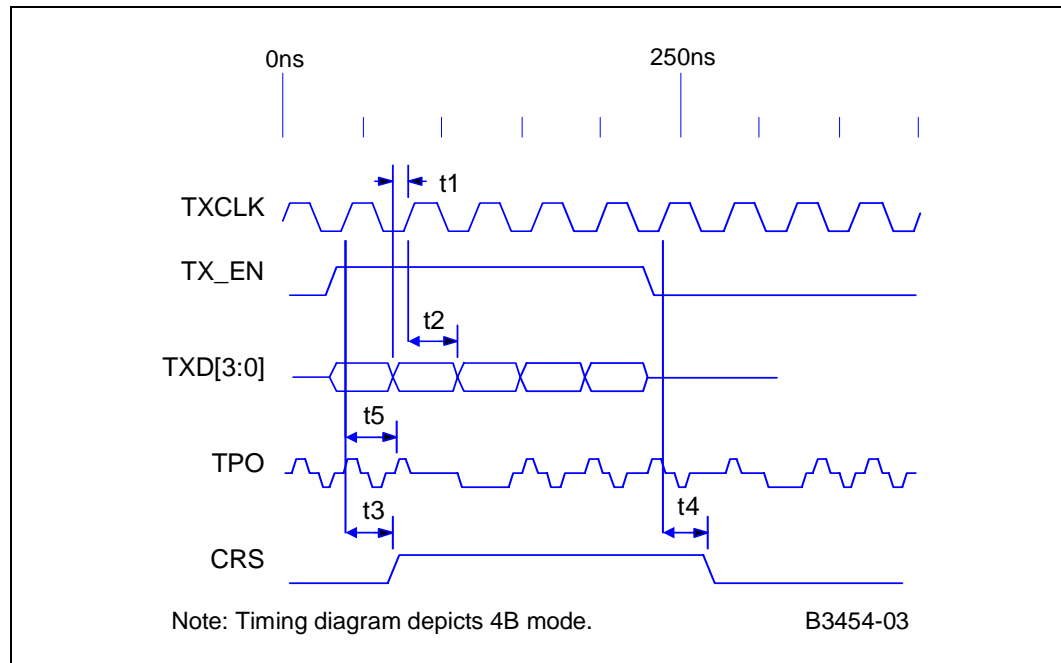 0ns 250ns
t1
TXCLK
TX_EN
t2
TXD[3:0]
t5
TPO
t3 t4
CRS
Note: Timing diagram depicts 4B mode. B3454-03